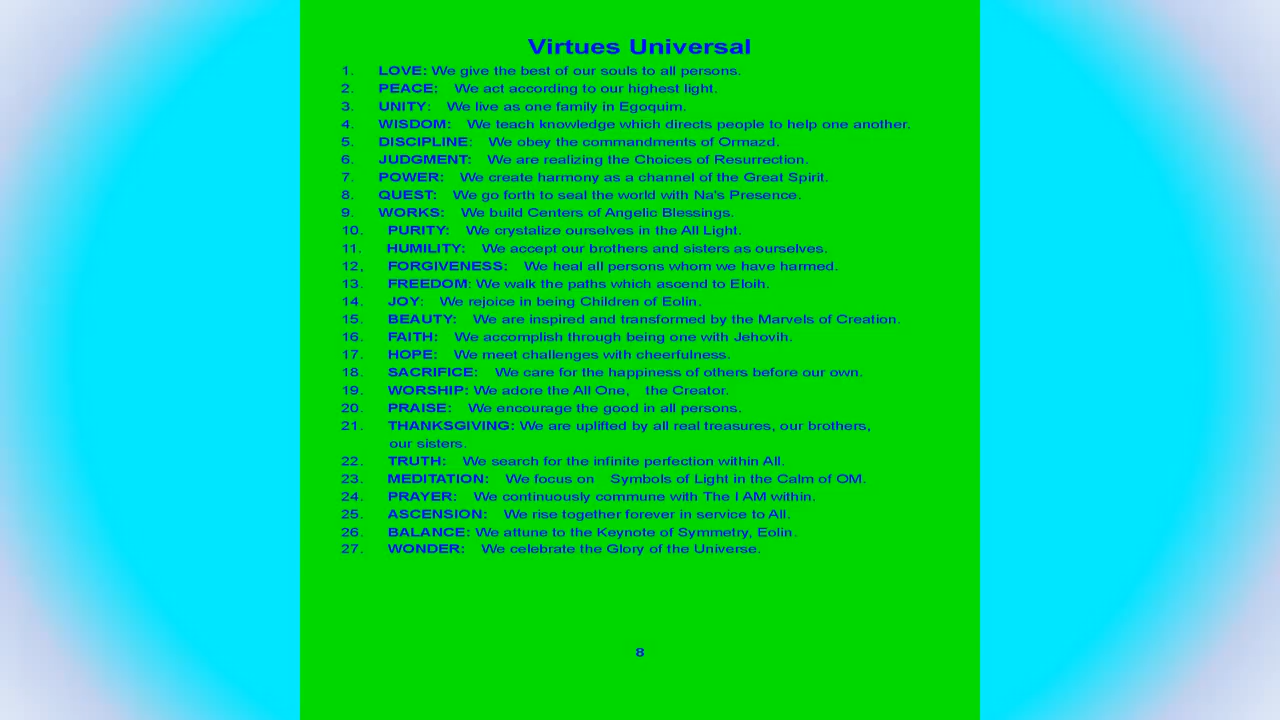 Virtues Universal
1. LOVE: We give the best of our souls to all persons.
2. PEACE: We act according to our highest light.
3. UNITY: We live as one family in Egoquim.
4. WISDOM: We teach knowledge which directs people to help one another.
5. DISCIPLINE: We obey the commandments of Ormazd.
6. JUDGMENT: We are realizing the Choices of Resurrection.
7. POWER: We create harmony as a channel of the Great Spirit.
8. QUEST: We go forth to seal the world with Na's Presence.
9. WORKS: We build Centers of Angelic Blessings.
10. PURITY: We crystalize ourselves in the All Light.
11. HUMILITY: We accept our brothers and sisters as ourselves.
12, FORGIVENESS: We heal all persons whom we have harmed.
13. FREEDOM: We walk the paths which ascend to Eloih.
14. JOY: We rejoice in being Children of Eolin.
15. BEAUTY: We are inspired and transformed by the Marvels of Creation.
16. FAITH: We accomplish through being one with Jehovih.
17. HOPE: We meet challenges with cheerfulness.
18. SACRIFICE: We care for the happiness of others before our own.
19. WORSHIP: We adore the All One, the Creator.
20. PRAISE: We encourage the good in all persons.
21. THANKSGIVING: We are uplifted by all real treasures, our brothers,
our sisters.
22. TRUTH: We search for the infinite perfection within All.
23. MEDITATION: We focus on Symbols of Light in the Calm of OM.
24. PRAYER: We continuously commune with The I AM within.
25. ASCENSION: We rise together forever in service to All.
26. BALANCE: We attune to the Keynote of Symmetry, Eolin.
27. WONDER: We celebrate the Glory of the Universe.
8